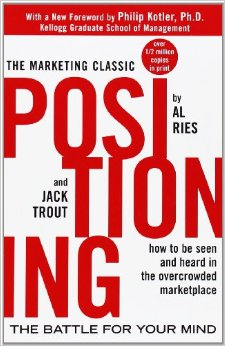 With a New Foreword by Philip Kotler, Ph.D.
Kellogg Graduate School of Management
over
1/2 million
copies
in print
THE MARKETING CLASSIC
POSI
by
AL
RIES
and
JACK
TROUT
TION
ING
how to be seen
and heard in
the overcrowded
marketplace
THE BATTLE FOR YOUR MIND